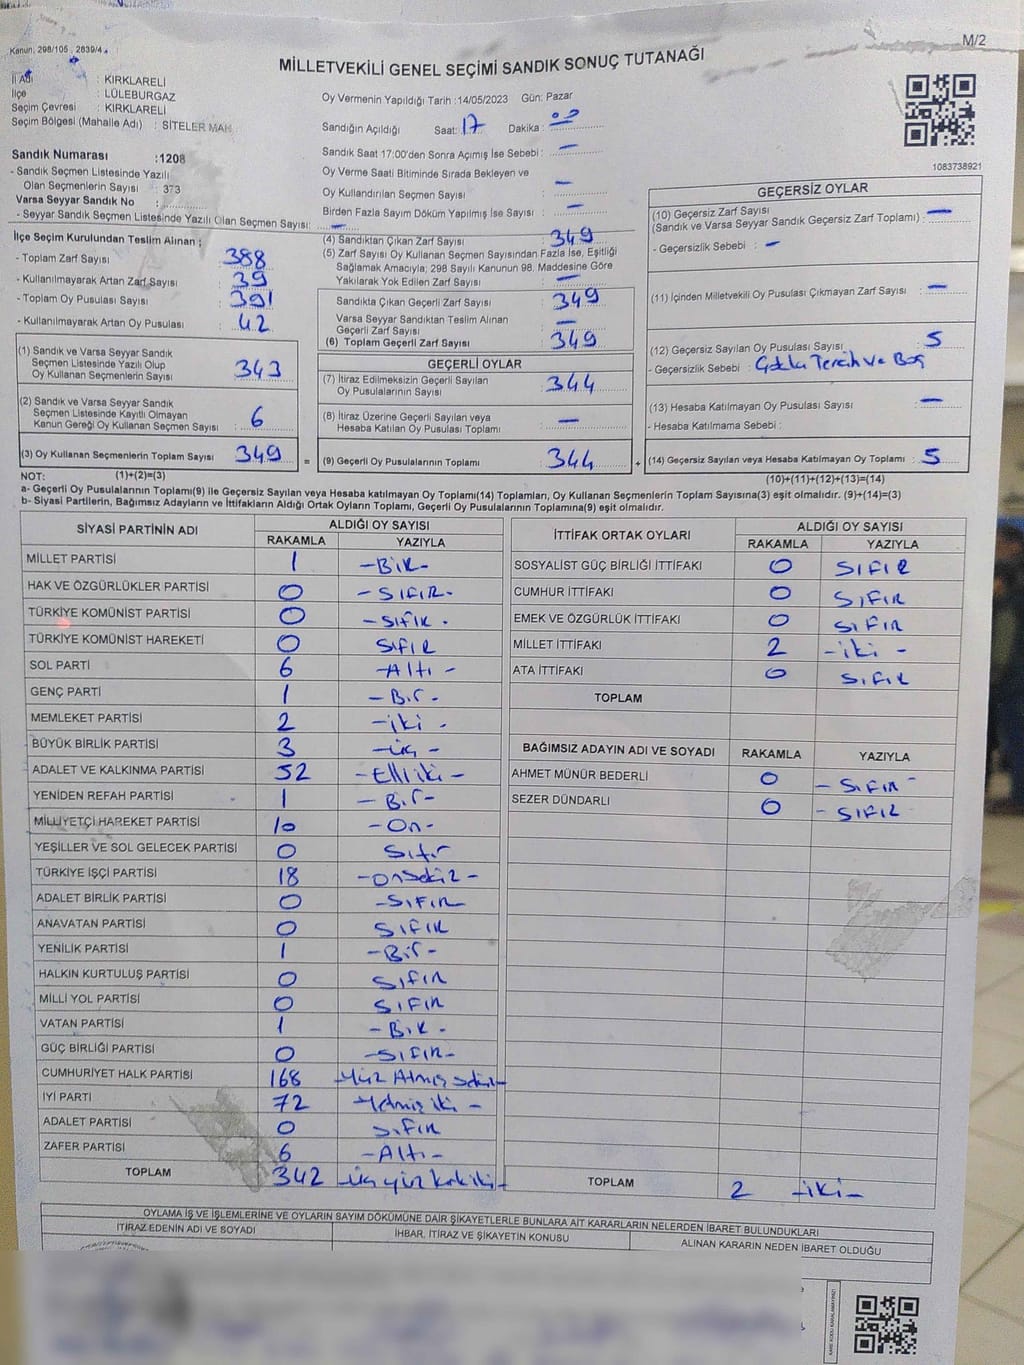 Kanun, 298/105 , 2839/4
M/2
MİLLETVEKİLİ GENEL SEÇİMİ SANDIK SONUÇ TUTANAĞI
İl Adı : KIRKLARELİ
İlçe : LÜLEBURGAZ
Seçim Çevresi : KIRKLARELİ
Seçim Bölgesi (Mahalle Adı) : SİTELER MAH
Sandık Numarası :1208
- Sandık Seçmen Listesinde Yazılı
Olan Seçmenlerin Sayısı : 373
Varsa Seyyar Sandık No :
- Seyyar Sandık Seçmen Listesinde Yazılı Olan Seçmen Sayısı: —
Oy Vermenin Yapıldığı Tarih :14/05/2023 Gün: Pazar
Sandığın Açıldığı Saat: 17 Dakika : 00
Sandık Saat 17:00'den Sonra Açımış İse Sebebi : —
Oy Verme Saati Bitiminde Sırada Bekleyen ve
Oy Kullandırılan Seçmen Sayısı : —
Birden Fazla Sayım Döküm Yapılmış İse Sayısı : —
1083738921
İlçe Seçim Kurulundan Teslim Alınan ;
- Toplam Zarf Sayısı : 388
- Kullanılmayarak Artan Zarf Sayısı : 39
- Toplam Oy Pusulası Sayısı : 391
- Kullanılmayarak Artan Oy Pusulası : 42
(1) Sandık ve Varsa Seyyar Sandık
Seçmen Listesinde Yazılı Olup
Oy Kullanan Seçmenlerin Sayısı : 343
(2) Sandık ve Varsa Seyyar Sandık
Seçmen Listesinde Kayıtlı Olmayan
Kanun Gereği Oy Kullanan Seçmen Sayısı : 6
(3) Oy Kullanan Seçmenlerin Toplam Sayısı : 349
(4) Sandıktan Çıkan Zarf Sayısı : 349
(5) Zarf Sayısı Oy Kullanan Seçmen Sayısından Fazla İse, Eşitliği
Sağlamak Amacıyla; 298 Sayılı Kanunun 98. Maddesine Göre
Yakılarak Yok Edilen Zarf Sayısı : —
Sandıkta Çıkan Geçerli Zarf Sayısı : 349
Varsa Seyyar Sandıktan Teslim Alınan
Geçerli Zarf Sayısı : —
(6) Toplam Geçerli Zarf Sayısı : 349
GEÇERLİ OYLAR
(7) İtiraz Edilmeksizin Geçerli Sayılan
Oy Pusulasının Sayısı : 344
(8) İtiraz Üzerine Geçerli Sayılan veya
Hesaba Katılan Oy Pusulası Toplamı : —
= (9) Geçerli Oy Pusulalarının Toplamı : 344
GEÇERSİZ OYLAR
(10) Geçersiz Zarf Sayısı
(Sandık ve Varsa Seyyar Sandık Geçersiz Zarf Toplamı) : —
- Geçersizlik Sebebi : —
(11) İçinden Milletvekili Oy Pusulası Çıkmayan Zarf Sayısı : —
(12) Geçersiz Sayılan Oy Pusulası Sayısı : 5
- Geçersizlik Sebebi : Çoklu Tercih ve Boş
(13) Hesaba Katılmayan Oy Pusulası Sayısı : —
- Hesaba Katılmama Sebebi :
+ (14) Geçersiz Sayılan veya Hesaba Katılmayan Oy Toplamı : 5
NOT: (1)+(2)=(3)
(10)+(11)+(12)+(13)=(14)
a- Geçerli Oy Pusulalarının Toplamı(9) ile Geçersiz Sayılan veya Hesaba katılmayan Oy Toplamı(14) Toplamları, Oy Kullanan Seçmenlerin Toplam Sayısına(3) eşit olmalıdır. (9)+(14)=(3)
b- Siyasi Partilerin, Bağımsız Adayların ve İttifakların Aldığı Ortak Oyların Toplamı, Geçerli Oy Pusulalarının Toplamına(9) eşit olmalıdır.
SİYASİ PARTİNİN ADI
ALDIĞI OY SAYISI
RAKAMLA YAZIYLA
MİLLET PARTİSİ 1 -Bir-
HAK VE ÖZGÜRLÜKLER PARTİSİ 0 -SIFIR-
TÜRKİYE KOMÜNİST PARTİSİ 0 -SIFIR-
TÜRKİYE KOMÜNİST HAREKETİ 0 SIFIR
SOL PARTİ 6 -Altı-
GENÇ PARTİ 1 -Bir-
MEMLEKET PARTİSİ 2 -iki-
BÜYÜK BİRLİK PARTİSİ 3 -üç-
ADALET VE KALKINMA PARTİSİ 52 -Elliiki-
YENİDEN REFAH PARTİSİ 1 -Bir-
MİLLİYETÇİ HAREKET PARTİSİ 10 -On-
YEŞİLLER VE SOL GELECEK PARTİSİ 0 Sıfır
TÜRKİYE İŞÇİ PARTİSİ 18 -Onsekiz-
ADALET BİRLİK PARTİSİ 0 -SIFIR-
ANAVATAN PARTİSİ 0 SIFIR
YENİLİK PARTİSİ 1 -Bir-
HALKIN KURTULUŞ PARTİSİ 0 SIFIR
MİLLİ YOL PARTİSİ 0 SIFIR
VATAN PARTİSİ 1 -Bir-
GÜÇ BİRLİĞİ PARTİSİ 0 -SIFIR-
CUMHURİYET HALK PARTİSİ 168 -Yüz Atmış sekiz-
İYİ PARTİ 72 -Yetmiş iki-
ADALET PARTİSİ 0 SIFIR
ZAFER PARTİSİ 6 -Altı-
TOPLAM 342 -üç yüz kırk iki-
İTTİFAK ORTAK OYLARI
ALDIĞI OY SAYISI
RAKAMLA YAZIYLA
SOSYALİST GÜÇ BİRLİĞİ İTTİFAKI 0 SIFIR
CUMHUR İTTİFAKI 0 SIFIR
EMEK VE ÖZGÜRLÜK İTTİFAKI 0 SIFIR
MİLLET İTTİFAKI 2 -iki-
ATA İTTİFAKI 0 SIFIR
TOPLAM
BAĞIMSIZ ADAYIN ADI VE SOYADI RAKAMLA YAZIYLA
AHMET MÜNÜR BEDERLİ 0 -SIFIR-
SEZER DÜNDARLI 0 -SIFIR
TOPLAM 2 -iki-
OYLAMA İŞ VE İŞLEMLERİNE VE OYLARIN SAYIM DÖKÜMÜNE DAİR ŞİKAYETLERLE BUNLARA AİT KARARLARIN NELERDEN İBARET BULUNDUKLARI
İTİRAZ EDENİN ADI VE SOYADI
İHBAR, İTİRAZ VE ŞİKAYETİN KONUSU
ALINAN KARARIN NEDEN İBARET OLDUĞU